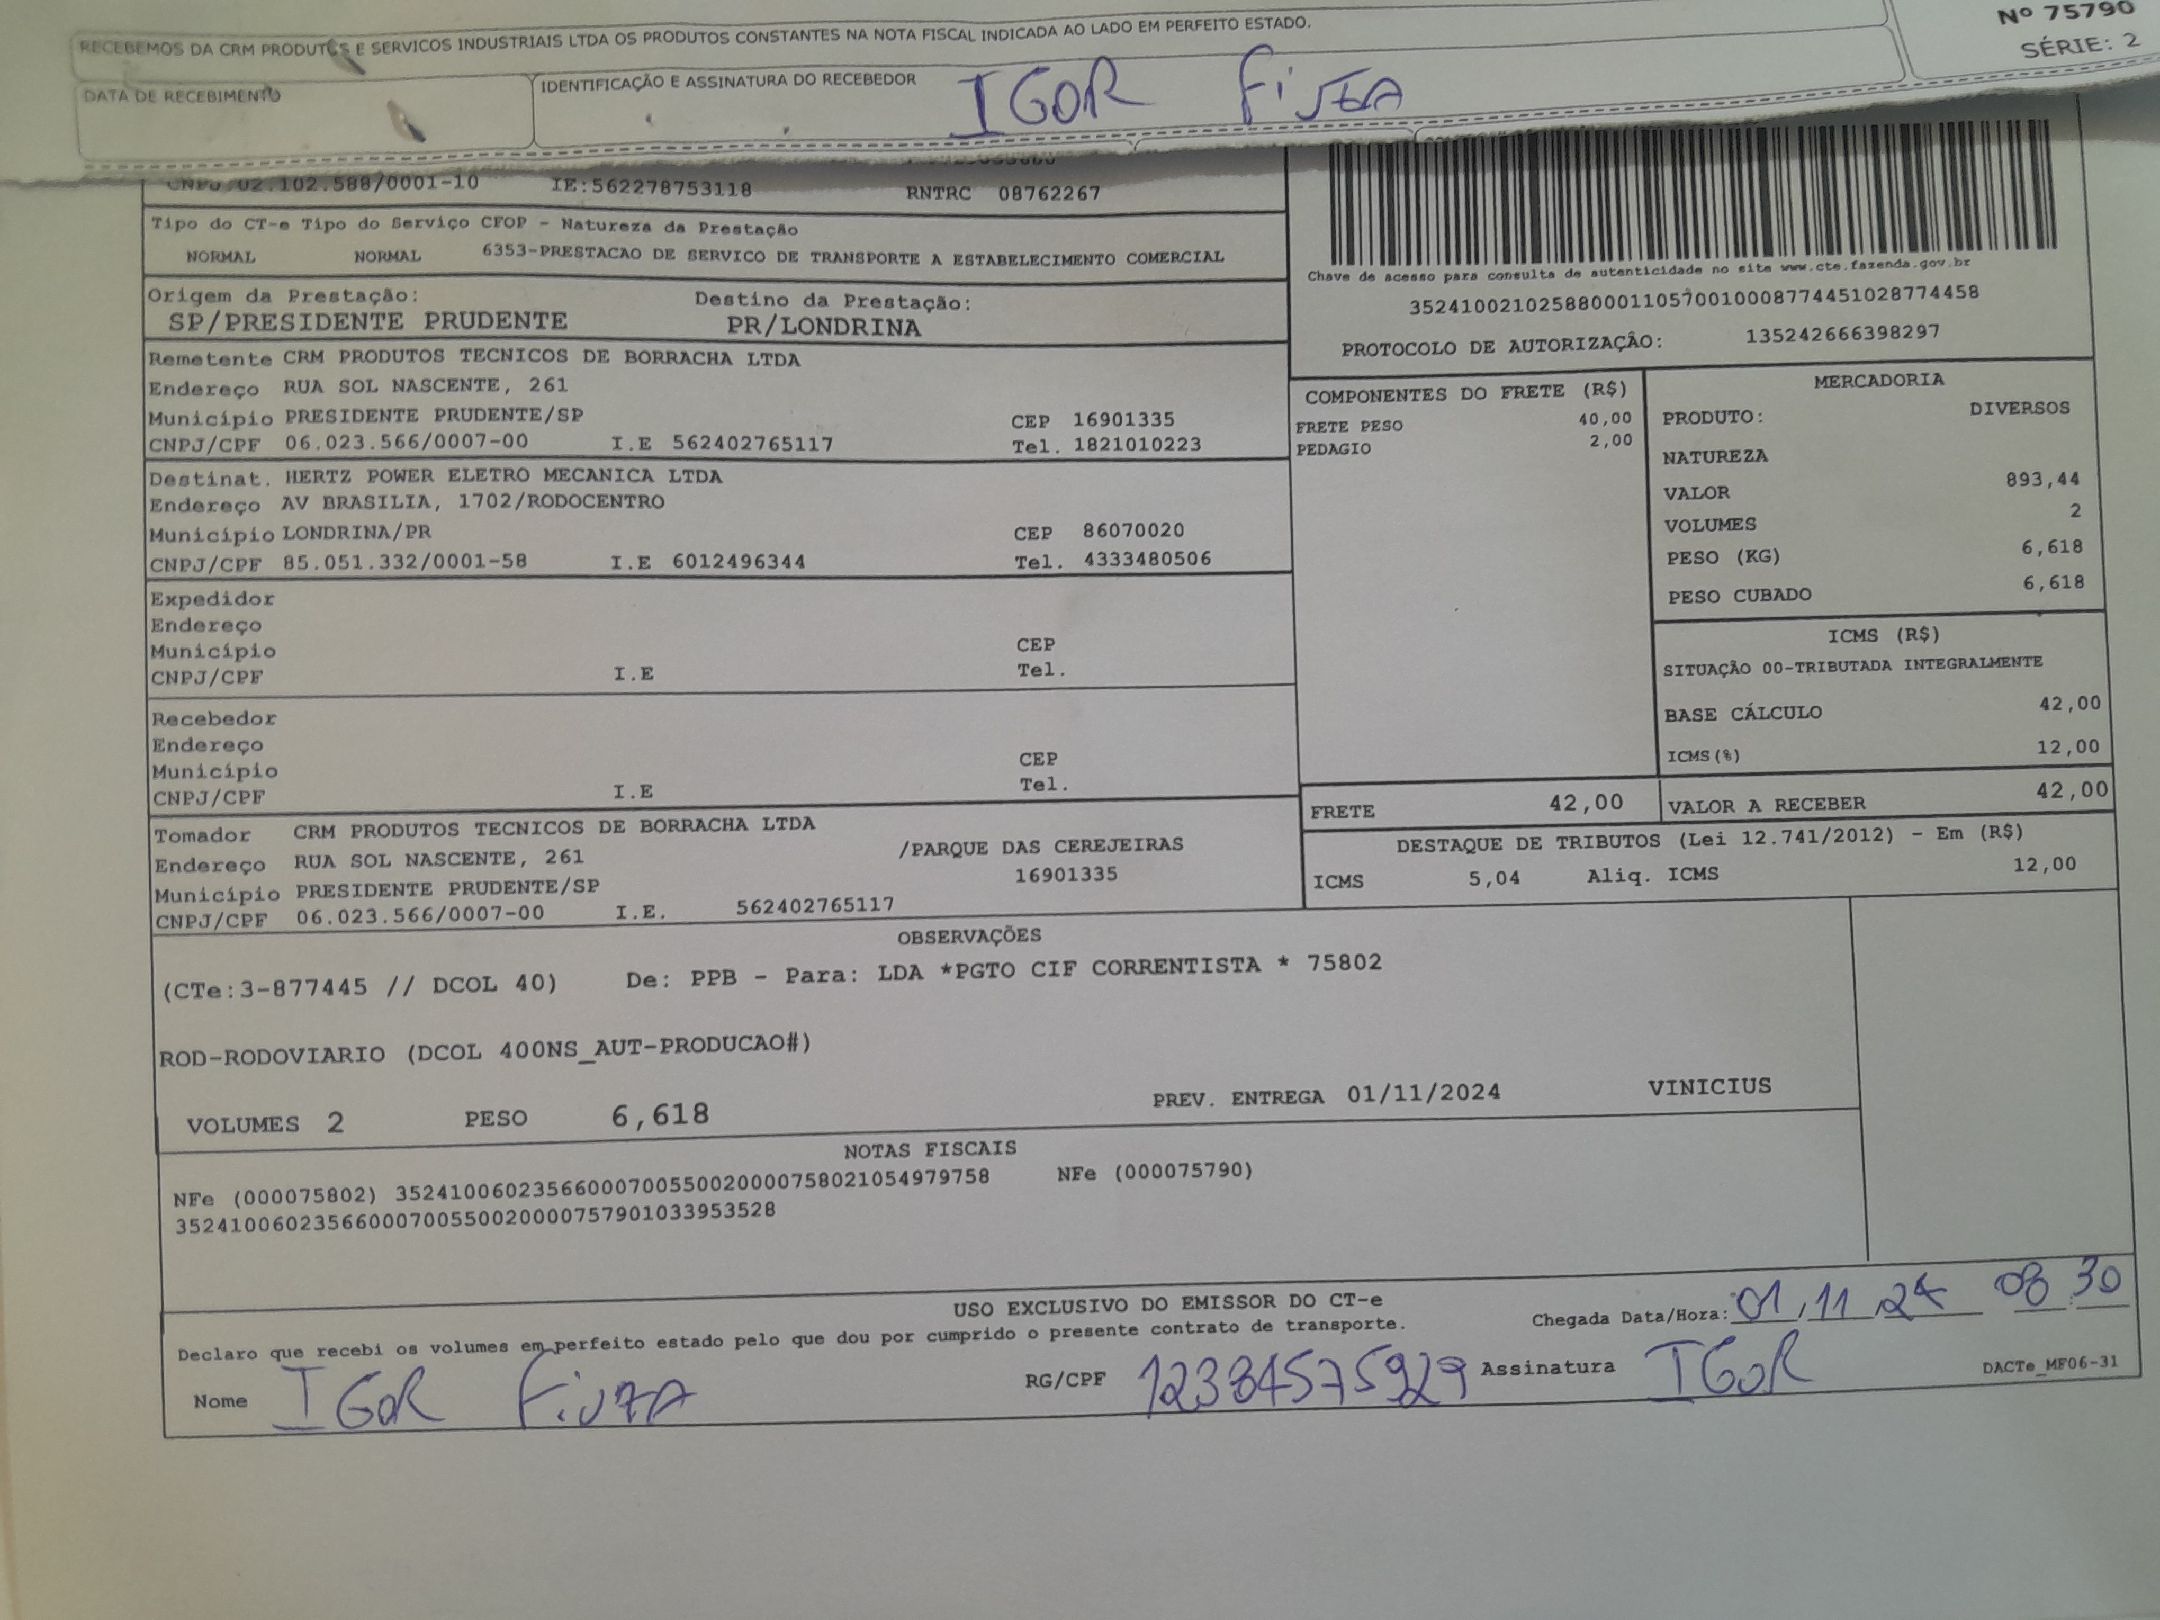 RECEBEMOS DA CRM PRODUTOS E SERVICOS INDUSTRIAIS LTDA OS PRODUTOS CONSTANTES NA NOTA FISCAL INDICADA AO LADO EM PERFEITO ESTADO.
Nº 75790
SÉRIE: 2
DATA DE RECEBIMENTO
IDENTIFICAÇÃO E ASSINATURA DO RECEBEDOR
IGOR
CNPJ 02.102.588/0001-10 IE:562278753118 RNTRC 08762267
Tipo do CT-e Tipo do Serviço CFOP - Natureza da Prestação
NORMAL NORMAL 6353-PRESTACAO DE SERVICO DE TRANSPORTE A ESTABELECIMENTO COMERCIAL
Chave de acesso para consulta de autenticidade no site www.cte.fazenda.gov.br
35241002102588000110570010008774451028774458
PROTOCOLO DE AUTORIZAÇÂO: 135242666398297
Origem da Prestação: Destino da Prestação:
SP/PRESIDENTE PRUDENTE PR/LONDRINA
Remetente CRM PRODUTOS TECNICOS DE BORRACHA LTDA
Endereço RUA SOL NASCENTE, 261
Município PRESIDENTE PRUDENTE/SP CEP 16901335
CNPJ/CPF 06.023.566/0007-00 I.E 562402765117 Tel. 1821010223
Destinat. HERTZ POWER ELETRO MECANICA LTDA
Endereço AV BRASILIA, 1702/RODOCENTRO
Município LONDRINA/PR CEP 86070020
CNPJ/CPF 85.051.332/0001-58 I.E 6012496344 Tel. 4333480506
Expedidor
Endereço
Município CEP
CNPJ/CPF I.E Tel.
Recebedor
Endereço
Município CEP
CNPJ/CPF I.E Tel.
Tomador CRM PRODUTOS TECNICOS DE BORRACHA LTDA
Endereço RUA SOL NASCENTE, 261 /PARQUE DAS CEREJEIRAS
Município PRESIDENTE PRUDENTE/SP 16901335
CNPJ/CPF 06.023.566/0007-00 I.E. 562402765117
COMPONENTES DO FRETE (R$)
FRETE PESO 40,00
PEDAGIO 2,00
MERCADORIA
PRODUTO: DIVERSOS
NATUREZA
VALOR 893,44
VOLUMES 2
PESO (KG) 6,618
PESO CUBADO 6,618
ICMS (R$)
SITUAÇÃO 00-TRIBUTADA INTEGRALMENTE
BASE CÁLCULO 42,00
ICMS(%) 12,00
FRETE 42,00 VALOR A RECEBER 42,00
DESTAQUE DE TRIBUTOS (Lei 12.741/2012) - Em (R$)
ICMS 5,04 Aliq. ICMS 12,00
OBSERVAÇÕES
(CTe:3-877445 // DCOL 40) De: PPB - Para: LDA *PGTO CIF CORRENTISTA * 75802
ROD-RODOVIARIO (DCOL 400NS_AUT-PRODUCAO#)
VOLUMES 2 PESO 6,618 PREV. ENTREGA 01/11/2024 VINICIUS
NOTAS FISCAIS
NFe (000075802) 35241006023566000700550020000758021054979758 NFe (000075790)
35241006023566000700550020000757901033953528
USO EXCLUSIVO DO EMISSOR DO CT-e
Declaro que recebi os volumes em perfeito estado pelo que dou por cumprido o presente contrato de transporte.
Chegada Data/Hora: 01/11/24 08:30
Nome IGOR RG/CPF 12384575929 Assinatura IGOR
DACTe_MF06-31